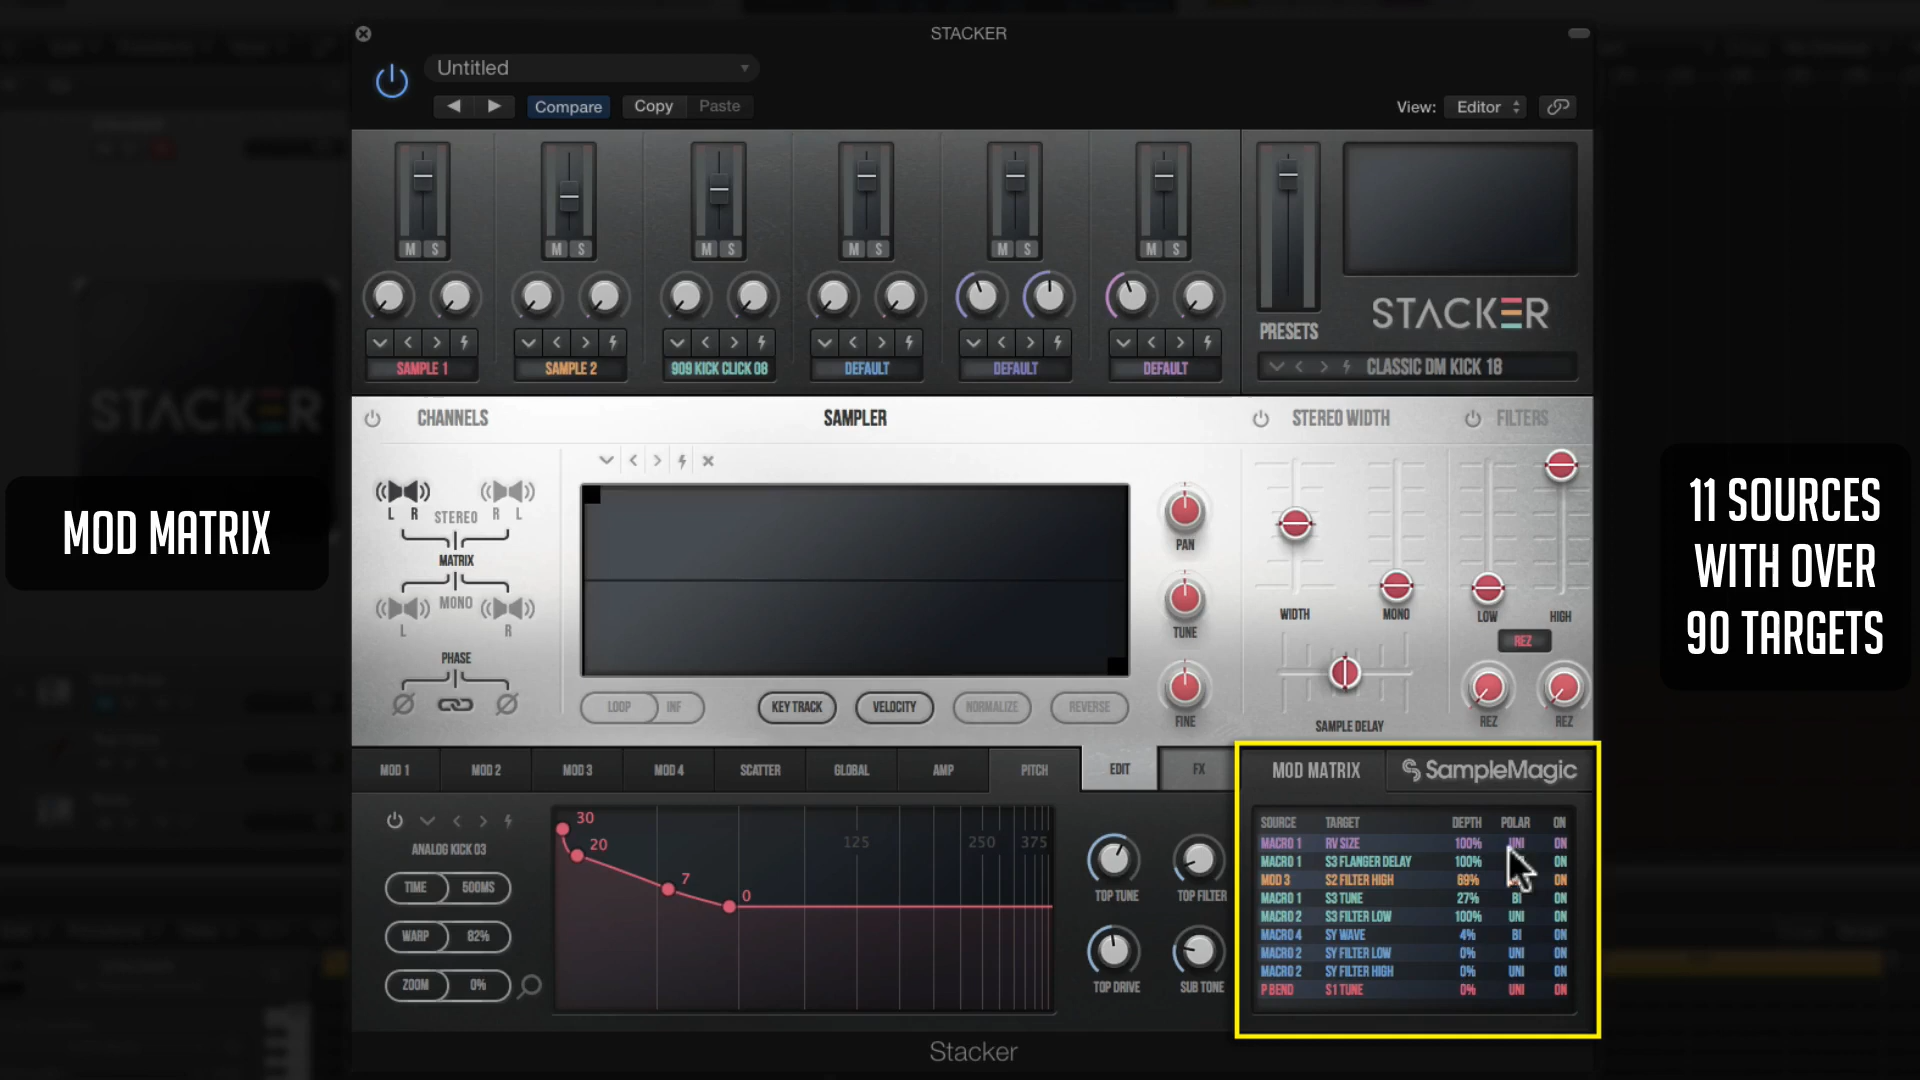 STACKER
Untitled
Compare
Copy
Paste
View:
Editor
M S
M S
M S
M S
M S
M S
SAMPLE 1
SAMPLE 2
909 KICK CLICK 08
DEFAULT
DEFAULT
DEFAULT
STACKER
PRESETS
CLASSIC DM KICK 18
STACKER
CHANNELS
SAMPLER
STEREO WIDTH
FILTERS
L R
STEREO
R L
MATRIX
MONO
L
R
PHASE
LOOP
INF
KEY TRACK
VELOCITY
NORMALIZE
REVERSE
PAN
TUNE
FINE
WIDTH
MONO
SAMPLE DELAY
LOW
HIGH
REZ
REZ
REZ
MOD MATRIX
11 SOURCES
WITH OVER
90 TARGETS
MOD 1
MOD 2
MOD 3
MOD 4
SCATTER
GLOBAL
AMP
PITCH
EDIT
FX
ANALOG KICK 03
TIME
500MS
WARP
82%
ZOOM
0%
30
20
7
0
125
250
375
TOP TUNE
TOP FILTER
TOP DRIVE
SUB TONE
MOD MATRIX
SampleMagic
SOURCE TARGET DEPTH POLAR ON
MACRO 1 RV SIZE 100% UNI ON
MACRO 1 S3 FLANGER DELAY 100% ON
MOD 3 S2 FILTER HIGH 69% ON
MACRO 1 S3 TUNE 27% BI ON
MACRO 2 S3 FILTER LOW 100% UNI ON
MACRO 4 SY WAVE 4% BI ON
MACRO 2 SY FILTER LOW 0% UNI ON
MACRO 2 SY FILTER HIGH 0% UNI ON
P BEND S1 TUNE 0% UNI ON
Stacker